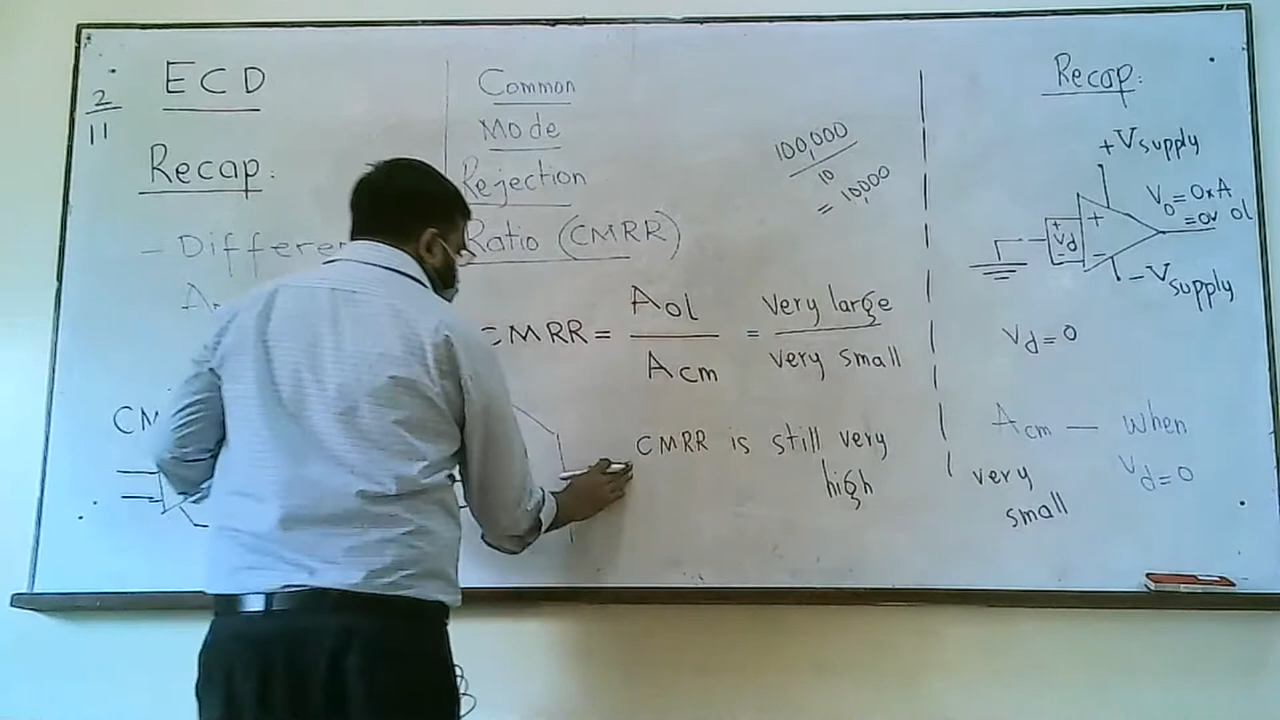 2
11
ECD
Recap:
CM
Common
Mode
Rejection
Ratio (CMRR)
100,000
10
= 10,000
CMRR = Aol / Acm = very large / very small
CMRR is still very
high
Recap:
+Vsupply
+
-
+
Vd
-
Vo=0xA
=0V ol
-Vsupply
Vd=0
Acm — when
very Vd=0
small